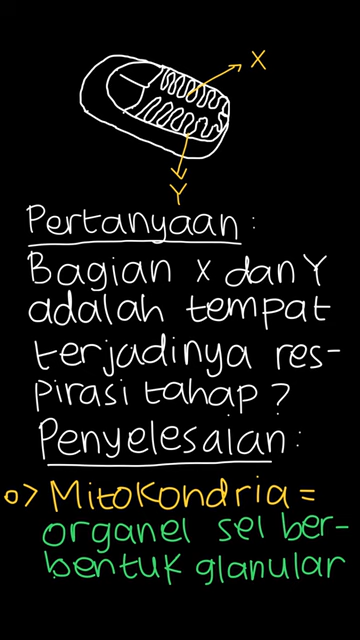 X
Y
Pertanyaan :
Bagian X dan Y
adalah tempat
terjadinya res-
pirasi tahap ?
Penyelesaian :
o> Mitokondria =
organel sel ber-
bentuk glanular